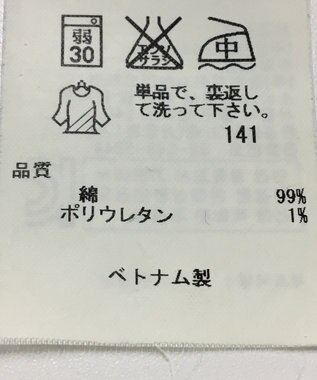 弱
30
エンソ
サラシ
中
単品で、裏返し
て洗って下さい。
141
品質
綿 99%
ポリウレタン 1%
ベトナム製